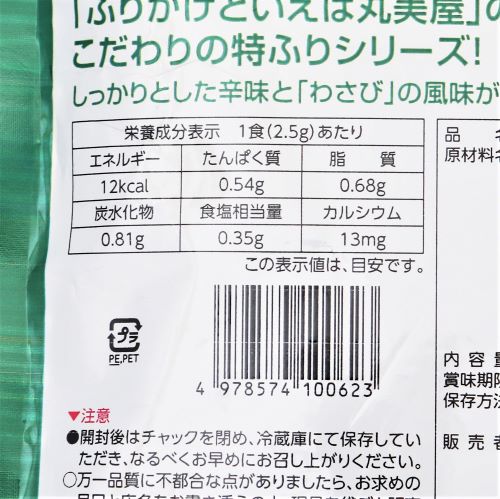 「ふりかけといえば丸美屋」の
こだわりの特ふりシリーズ!
しっかりとした辛味と「わさび」の風味が
栄養成分表示 1食(2.5g)あたり
エネルギー たんぱく質 脂 質
12kcal 0.54g 0.68g
炭水化物 食塩相当量 カルシウム
0.81g 0.35g 13mg
この表示値は、目安です。
品
原材料
プラ
PE,PET
4 978574 100623
内 容
賞味期
保存方
販 売
▼注意
●開封後はチャックを閉め、冷蔵庫にて保存してい
ただき、なるべくお早めにお召し上がりください。
○万一品質に不都合な点がありましたら、お求めの